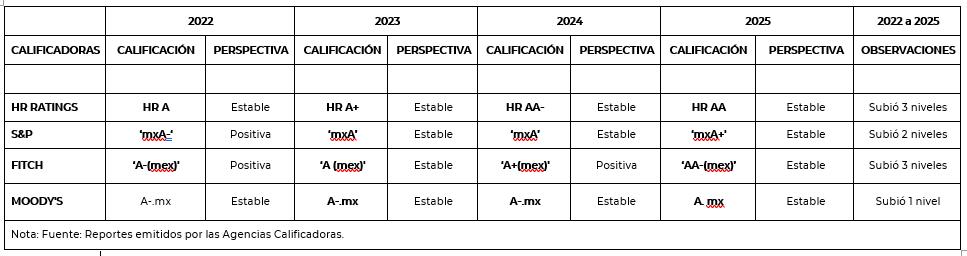 2022 2023 2024 2025 2022 a 2025
CALIFICADORAS CALIFICACIÓN PERSPECTIVA CALIFICACIÓN PERSPECTIVA CALIFICACIÓN PERSPECTIVA CALIFICACIÓN PERSPECTIVA OBSERVACIONES
HR RATINGS HR A Estable HR A+ Estable HR AA- Estable HR AA Estable Subió 3 niveles
S&P 'mxA-' Positiva 'mxA' Estable 'mxA' Estable 'mxA+' Estable Subió 2 niveles
FITCH 'A-(mex)' Positiva 'A (mex)' Estable 'A+(mex)' Positiva 'AA-(mex)' Estable Subió 3 niveles
MOODY'S A-.mx Estable A-.mx Estable A-.mx Estable A. mx Estable Subió 1 nivel
Nota: Fuente: Reportes emitidos por las Agencias Calificadoras.